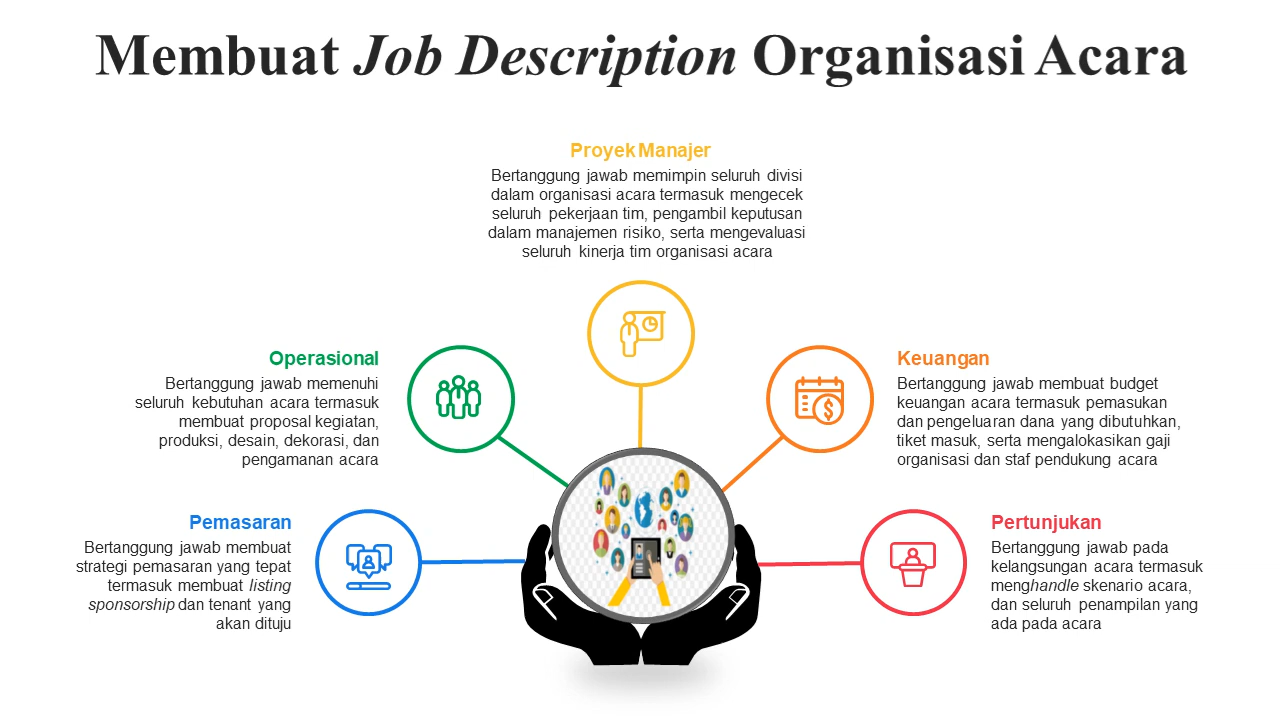 Membuat Job Description Organisasi Acara
Proyek Manajer
Bertanggung jawab memimpin seluruh divisi
dalam organisasi acara termasuk mengecek
seluruh pekerjaan tim, pengambil keputusan
dalam manajemen risiko, serta mengevaluasi
seluruh kinerja tim organisasi acara
Operasional
Bertanggung jawab memenuhi
seluruh kebutuhan acara termasuk
membuat proposal kegiatan,
produksi, desain, dekorasi, dan
pengamanan acara
Keuangan
Bertanggung jawab membuat budget
keuangan acara termasuk pemasukan
dan pengeluaran dana yang dibutuhkan,
tiket masuk, serta mengalokasikan gaji
organisasi dan staf pendukung acara
Pemasaran
Bertanggung jawab membuat
strategi pemasaran yang tepat
termasuk membuat listing
sponsorship dan tenant yang
akan dituju
Pertunjukan
Bertanggung jawab pada
kelangsungan acara termasuk
menghandle skenario acara,
dan seluruh penampilan yang
ada pada acara